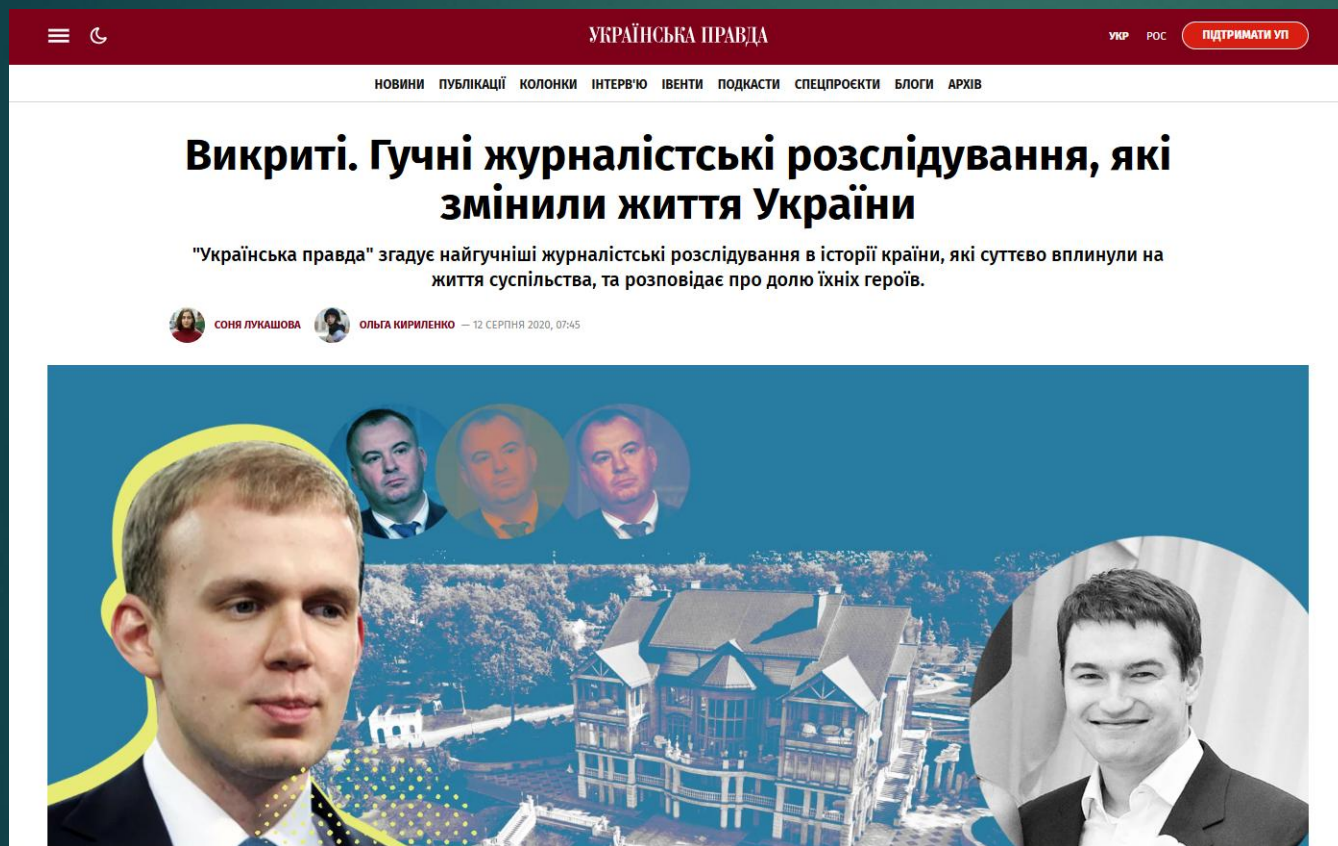 УКРАЇНСЬКА ПРАВДА
УКР РОС ПІДТРИМАТИ УП
НОВИНИ ПУБЛІКАЦІЇ КОЛОНКИ ІНТЕРВ'Ю ІВЕНТИ ПОДКАСТИ СПЕЦПРОЄКТИ БЛОГИ АРХІВ
Викриті. Гучні журналістські розслідування, які
змінили життя України
"Українська правда" згадує найгучніші журналістські розслідування в історії країни, які суттєво вплинули на
життя суспільства, та розповідає про долю їхніх героїв.
СОНЯ ЛУКАШОВА ОЛЬГА КИРИЛЕНКО — 12 СЕРПНЯ 2020, 07:45